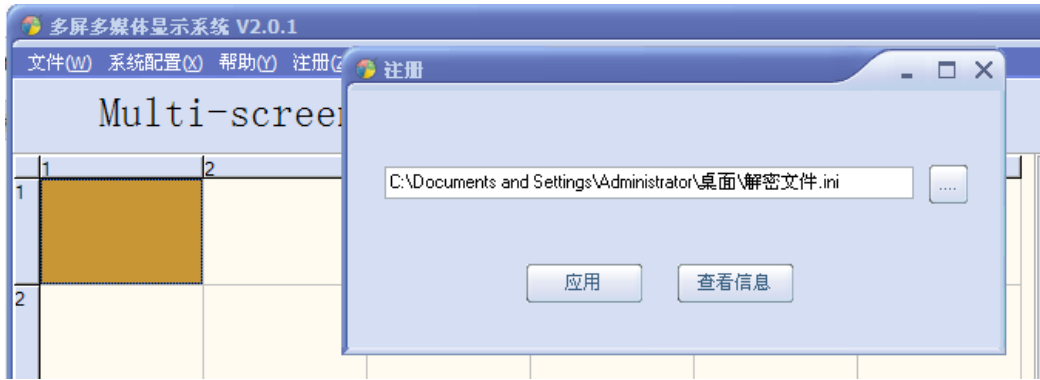 多屏多媒体显示系统 V2.0.1
文件(W) 系统配置(X) 帮助(Y) 注册(Z
注册
Multi-screen
1 2
1
C:\Documents and Settings\Administrator\桌面\解密文件.ini
....
应用 查看信息
2